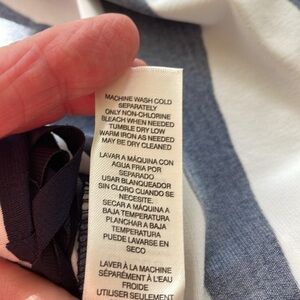 MACHINE WASH COLD
SEPARATELY
ONLY NON-CHLORINE
BLEACH WHEN NEEDED
TUMBLE DRY LOW
WARM IRON AS NEEDED
MAY BE DRY CLEANED
LAVAR A MÁQUINA CON
AGUA FRIA POR
SEPARADO
USAR BLANQUEADOR
SIN CLORO CUANDO SE
NECESITE.
SECAR A MÁQUINA A
BAJA TEMPERATURA
PLANCHAR A BAJA
TEMPERATURA
PUEDE LAVARSE EN
SECO
LAVER À LA MACHINE
SÉPARÉMENT À L'EAU
FROIDE
UTILISER SEULEMENT